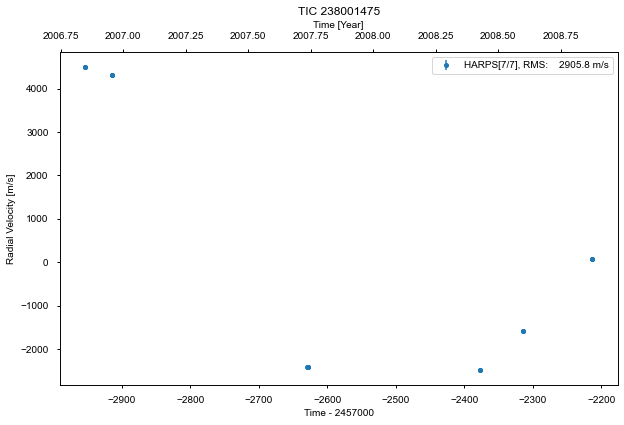 TIC 238001475
Time [Year]
2006.75 2007.00 2007.25 2007.50 2007.75 2008.00 2008.25 2008.50 2008.75
HARPS[7/7], RMS: 2905.8 m/s
4000
3000
2000
1000
0
−1000
−2000
Radial Velocity [m/s]
−2900 −2800 −2700 −2600 −2500 −2400 −2300 −2200
Time - 2457000